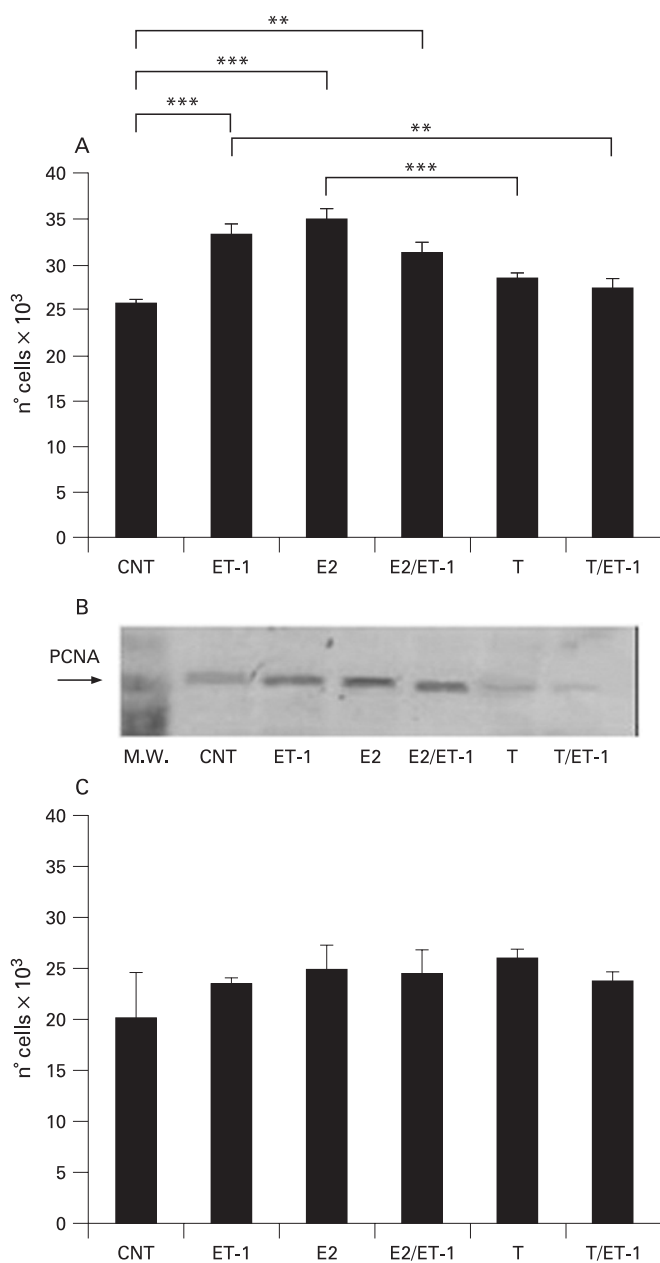 **
***
***
**
A
***
40
35
30
25
20
15
10
5
0
n° cells × 10³
CNT ET-1 E2 E2/ET-1 T T/ET-1
B
PCNA
M.W. CNT ET-1 E2 E2/ET-1 T T/ET-1
C
40
35
30
25
20
15
10
5
0
n° cells × 10³
CNT ET-1 E2 E2/ET-1 T T/ET-1